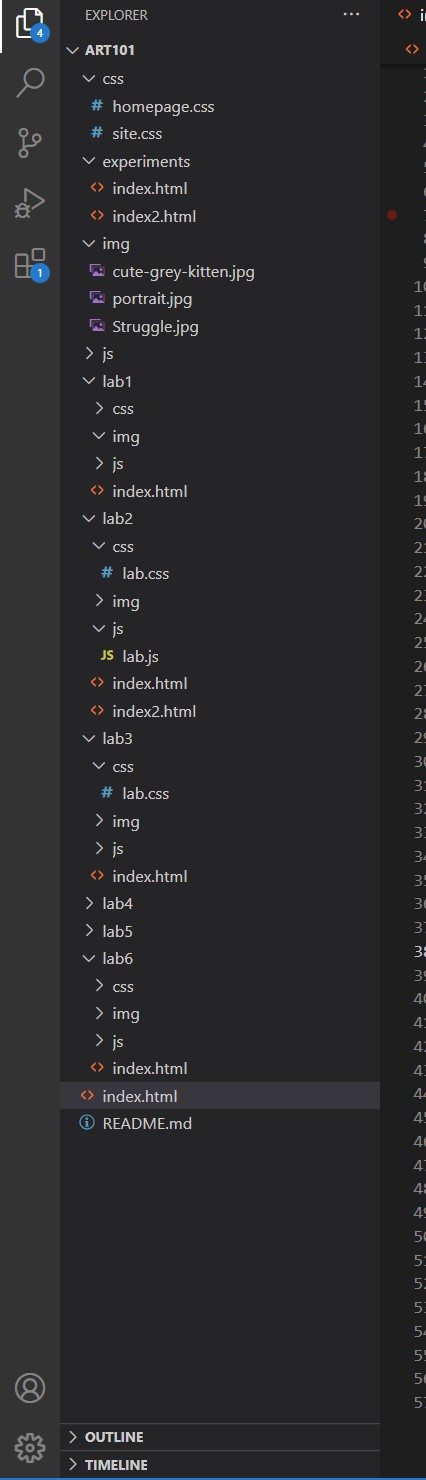 EXPLORER ...
4
ART101
css
# homepage.css
# site.css
experiments
<> index.html
<> index2.html
img
cute-grey-kitten.jpg
portrait.jpg
Struggle.jpg
js
lab1
css
img
js
<> index.html
lab2
css
# lab.css
img
js
JS lab.js
<> index.html
<> index2.html
lab3
css
# lab.css
img
js
<> index.html
lab4
lab5
lab6
css
img
js
<> index.html
<> index.html
README.md
1
10
11
12
13
14
15
16
17
18
19
20
21
22
23
24
25
26
27
28
29
30
31
32
33
34
35
36
37
38
39
40
41
42
43
44
45
46
47
48
49
50
51
52
53
54
55
56
57
OUTLINE
TIMELINE